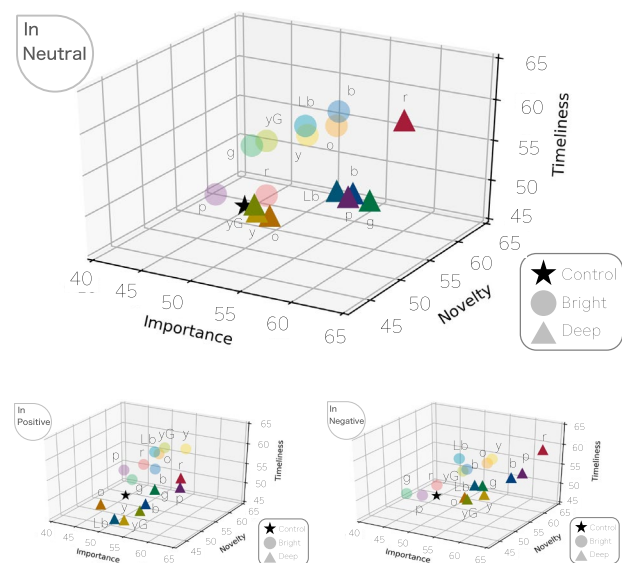 In
Neutral
65
60
55
50
45
Timeliness
b
Lb
r
yG
o
y
g
r
b
Lb
p
p
g
yG
y
o
40
45
50
55
60
65
Importance
45
50
55
60
65
Novelty
Control
Bright
Deep
In
Positive
65
60
55
50
45
Timeliness
yG
y
Lb
o
p
r
b
r
g
g
p
o
y
b
Lb
yG
40
45
50
55
60
65
Importance
45
50
55
60
65
Novelty
Control
Bright
Deep
In
Negative
65
60
55
50
45
Timeliness
r
y
Lb
o
b
yG
b
p
g
r
Lb
g
p
o
y
yG
40
45
50
55
60
65
Importance
45
50
55
60
65
Novelty
Control
Bright
Deep